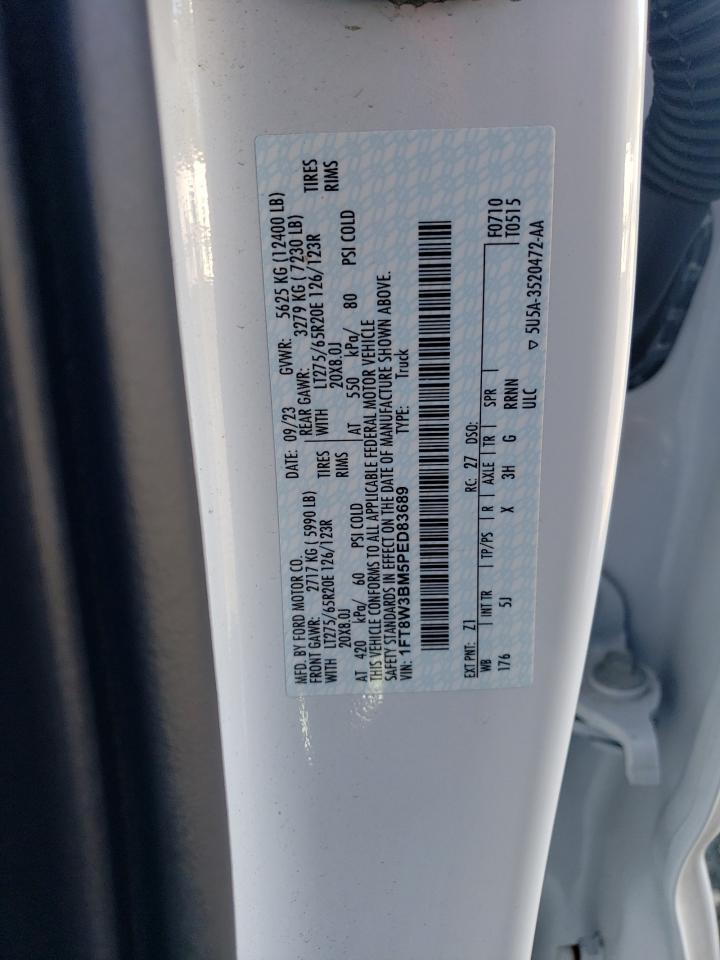 MFD. BY FORD MOTOR CO.
DATE: 09/23 GVWR: 5625 KG (12400 LB)
FRONT GAWR: 2717 KG ( 5990 LB) REAR GAWR: 3279 KG ( 7230 LB)
WITH LT275/65R20E 126/123R TIRES WITH LT275/65R20E 126/123R TIRES
20X8.0J RIMS 20X8.0J RIMS
AT 420 kPa/ 60 PSI COLD AT 550 kPa/ 80 PSI COLD
THIS VEHICLE CONFORMS TO ALL APPLICABLE FEDERAL MOTOR VEHICLE
SAFETY STANDARDS IN EFFECT ON THE DATE OF MANUFACTURE SHOWN ABOVE.
VIN: 1FT8W3BM5PED83689 TYPE: Truck
EXT PNT: Z1 RC: 27 DSO: F0710
WB INT TR TP/PS R AXLE TR SPR T0515
176 5J X 3H G RRNN
ULC
▽ 5U5A-3520472-AA